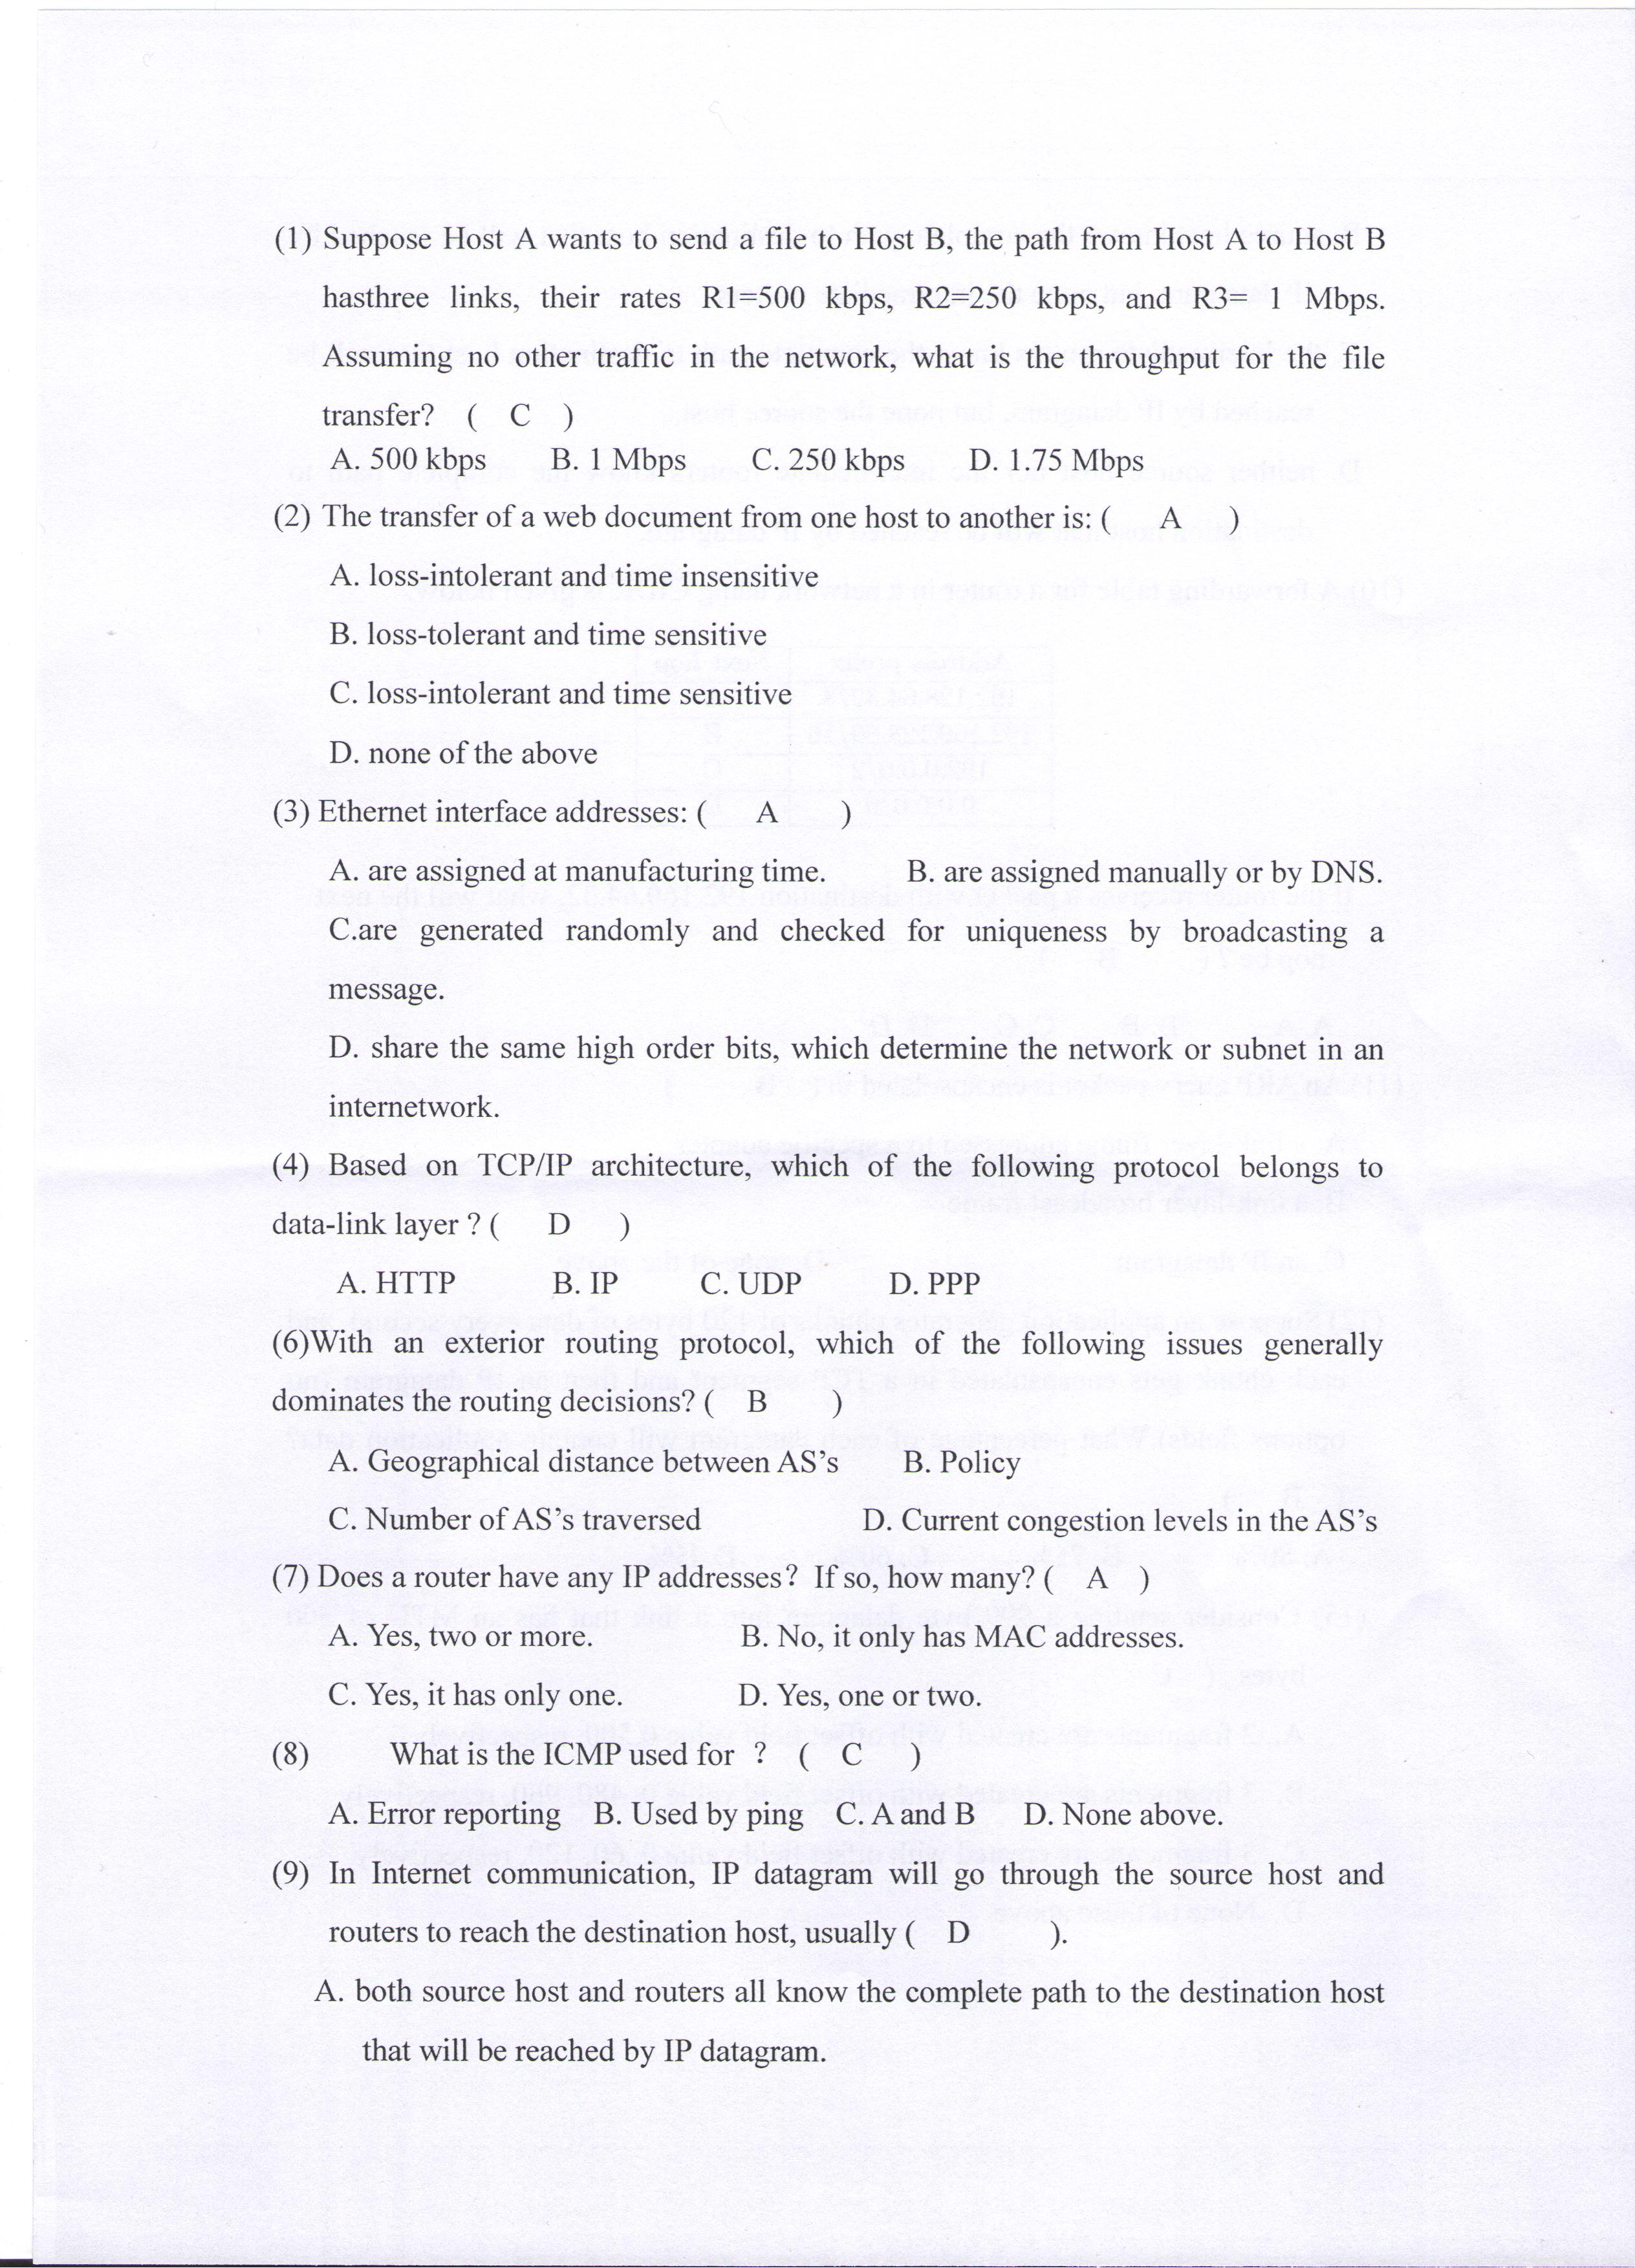 (1) Suppose Host A wants to send a file to Host B, the path from Host A to Host B
hasthree links, their rates R1=500 kbps, R2=250 kbps, and R3= 1 Mbps.
Assuming no other traffic in the network, what is the throughput for the file
transfer? ( C )
A. 500 kbps B. 1 Mbps C. 250 kbps D. 1.75 Mbps
(2) The transfer of a web document from one host to another is: ( A )
A. loss-intolerant and time insensitive
B. loss-tolerant and time sensitive
C. loss-intolerant and time sensitive
D. none of the above
(3) Ethernet interface addresses: ( A )
A. are assigned at manufacturing time. B. are assigned manually or by DNS.
C.are generated randomly and checked for uniqueness by broadcasting a
message.
D. share the same high order bits, which determine the network or subnet in an
internetwork.
(4) Based on TCP/IP architecture, which of the following protocol belongs to
data-link layer ? ( D )
A. HTTP B. IP C. UDP D. PPP
(6)With an exterior routing protocol, which of the following issues generally
dominates the routing decisions? ( B )
A. Geographical distance between AS’s B. Policy
C. Number of AS’s traversed D. Current congestion levels in the AS’s
(7) Does a router have any IP addresses? If so, how many? ( A )
A. Yes, two or more. B. No, it only has MAC addresses.
C. Yes, it has only one. D. Yes, one or two.
(8) What is the ICMP used for ? ( C )
A. Error reporting B. Used by ping C. A and B D. None above.
(9) In Internet communication, IP datagram will go through the source host and
routers to reach the destination host, usually ( D ).
A. both source host and routers all know the complete path to the destination host
that will be reached by IP datagram.